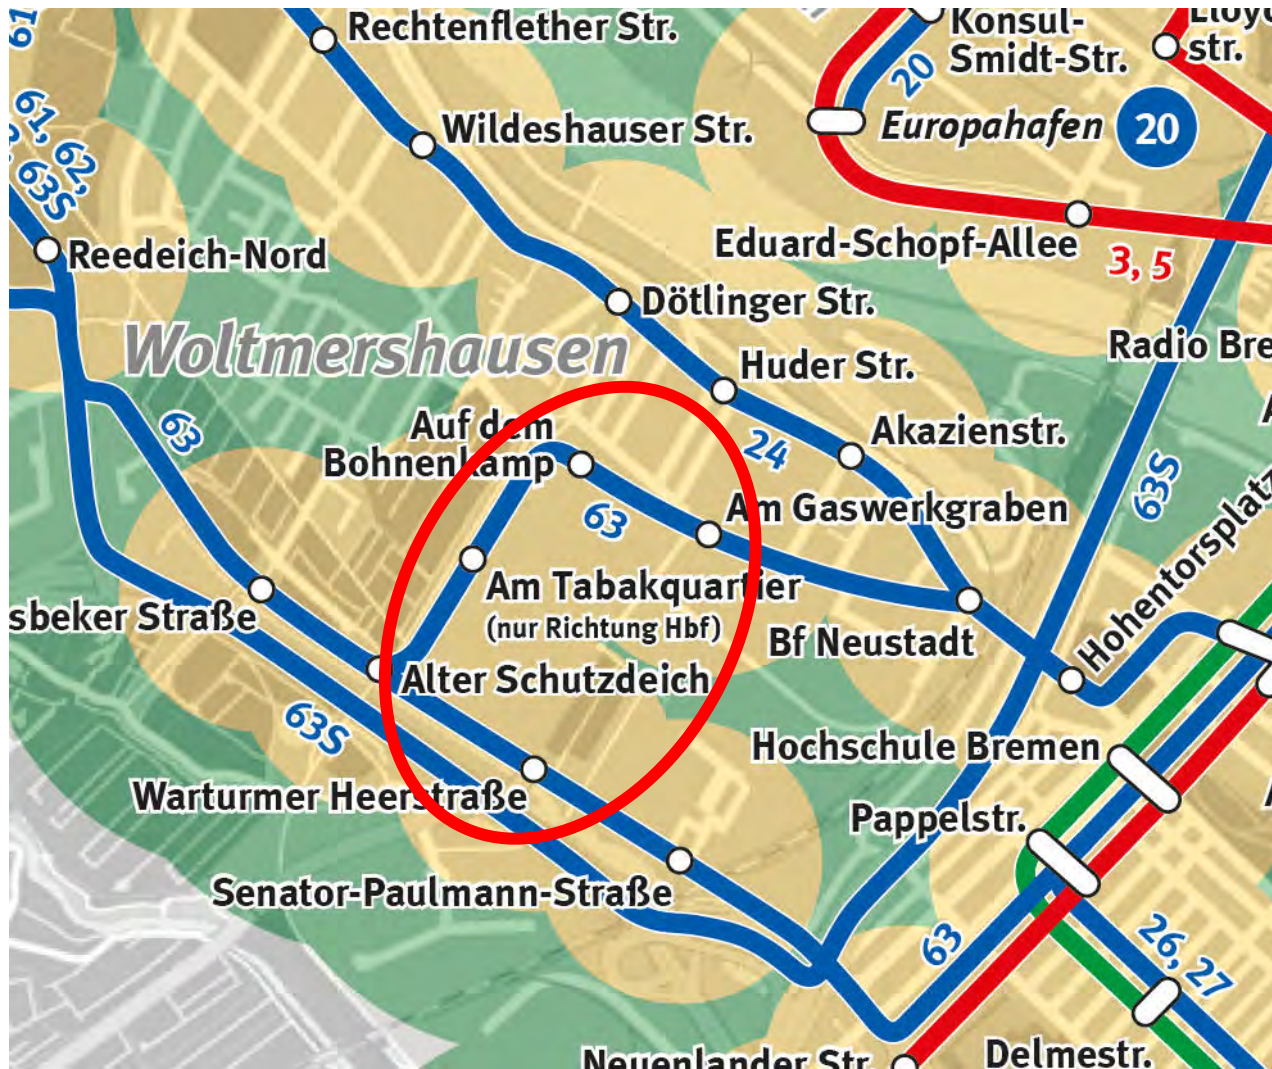 61
Rechtenflether Str.
Konsul-
Smidt-Str.
str.
20
61, 62,
63S
Wildeshauser Str.
Europahafen
20
Reedeich-Nord
Eduard-Schopf-Allee
3, 5
Dötlinger Str.
Woltmershausen
Radio Bre
Huder Str.
63
Auf dem
Bohnenkamp
24
Akazienstr.
63S
63
Am Gaswerkgraben
Hohentorsplatz
Am Tabakquartier
(nur Richtung Hbf)
sbeker Straße
Bf Neustadt
Alter Schutzdeich
63S
Hochschule Bremen
Warturmer Heerstraße
Pappelstr.
Senator-Paulmann-Straße
63
26, 27
Neuenlander Str.
Delmestr.